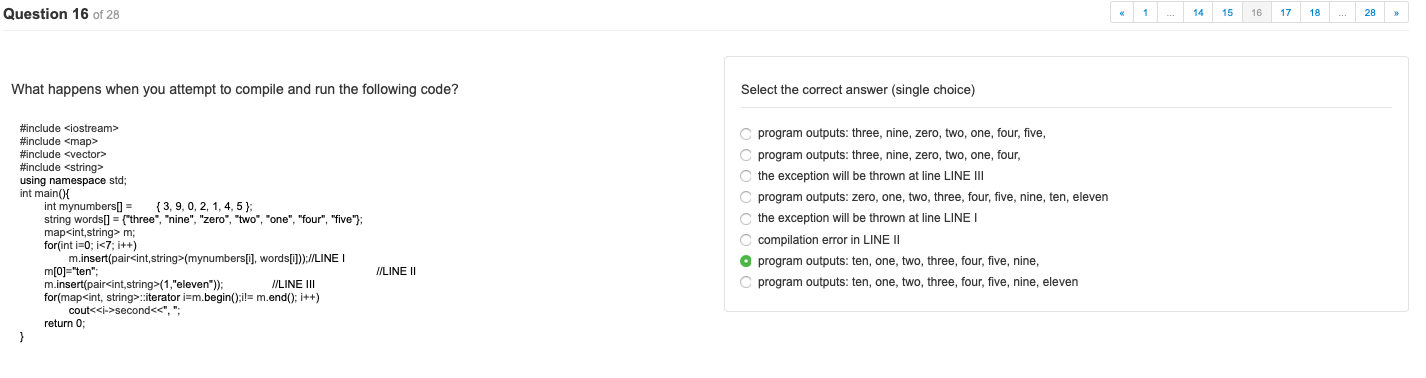 Question 16 of 28
« 1 ... 14 15 16 17 18 ... 28 »
What happens when you attempt to compile and run the following code?
#include <iostream>
#include <map>
#include <vector>
#include <string>
using namespace std;
int main(){
int mynumbers[] = { 3, 9, 0, 2, 1, 4, 5 };
string words[] = {"three", "nine", "zero", "two", "one", "four", "five"};
map<int,string> m;
for(int i=0; i<7; i++)
m.insert(pair<int,string>(mynumbers[i], words[i]));//LINE I
m[0]="ten"; //LINE II
m.insert(pair<int,string>(1,"eleven")); //LINE III
for(map<int, string>::iterator i=m.begin();i!= m.end(); i++)
cout<<i->second<<", ";
return 0;
}
Select the correct answer (single choice)
program outputs: three, nine, zero, two, one, four, five,
program outputs: three, nine, zero, two, one, four,
the exception will be thrown at line LINE III
program outputs: zero, one, two, three, four, five, nine, ten, eleven
the exception will be thrown at line LINE I
compilation error in LINE II
program outputs: ten, one, two, three, four, five, nine,
program outputs: ten, one, two, three, four, five, nine, eleven